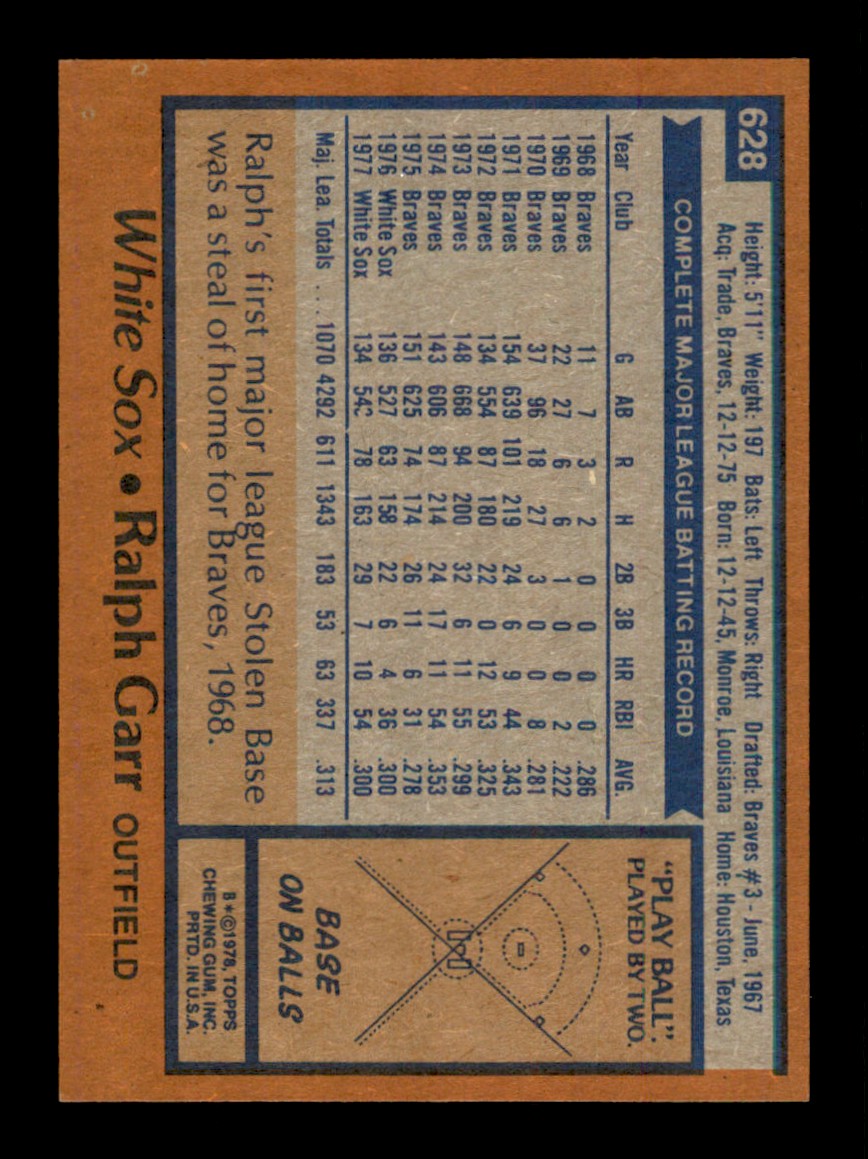 628
Height: 5'11" Weight: 197 Bats: Left Throws: Right Drafted: Braves #3 - June, 1967
Acq: Trade, Braves, 12-12-75 Born: 12-12-45, Monroe, Louisiana Home: Houston, Texas
COMPLETE MAJOR LEAGUE BATTING RECORD
Year Club G AB R H 2B 3B HR RBI AVG.
1968 Braves 11 7 3 2 0 0 0 0 .286
1969 Braves 22 27 6 6 1 0 0 2 .222
1970 Braves 37 96 18 27 3 0 0 8 .281
1971 Braves 154 639 101 219 24 6 9 44 .343
1972 Braves 134 554 87 180 22 0 12 53 .325
1973 Braves 148 668 94 200 32 6 11 55 .299
1974 Braves 143 606 87 214 24 17 11 54 .353
1975 Braves 151 625 74 174 26 11 6 31 .278
1976 White Sox 136 527 63 158 22 6 4 36 .300
1977 White Sox 134 543 78 163 29 7 10 54 .300
Maj. Lea. Totals ... 1070 4292 611 1343 183 53 63 337 .313
Ralph's first major league Stolen Base
was a steal of home for Braves, 1968.
"PLAY BALL".
PLAYED BY TWO.
BASE
ON BALLS
B*©1978, TOPPS
CHEWING GUM, INC.
PRTD. IN U.S.A.
White Sox • Ralph Garr OUTFIELD